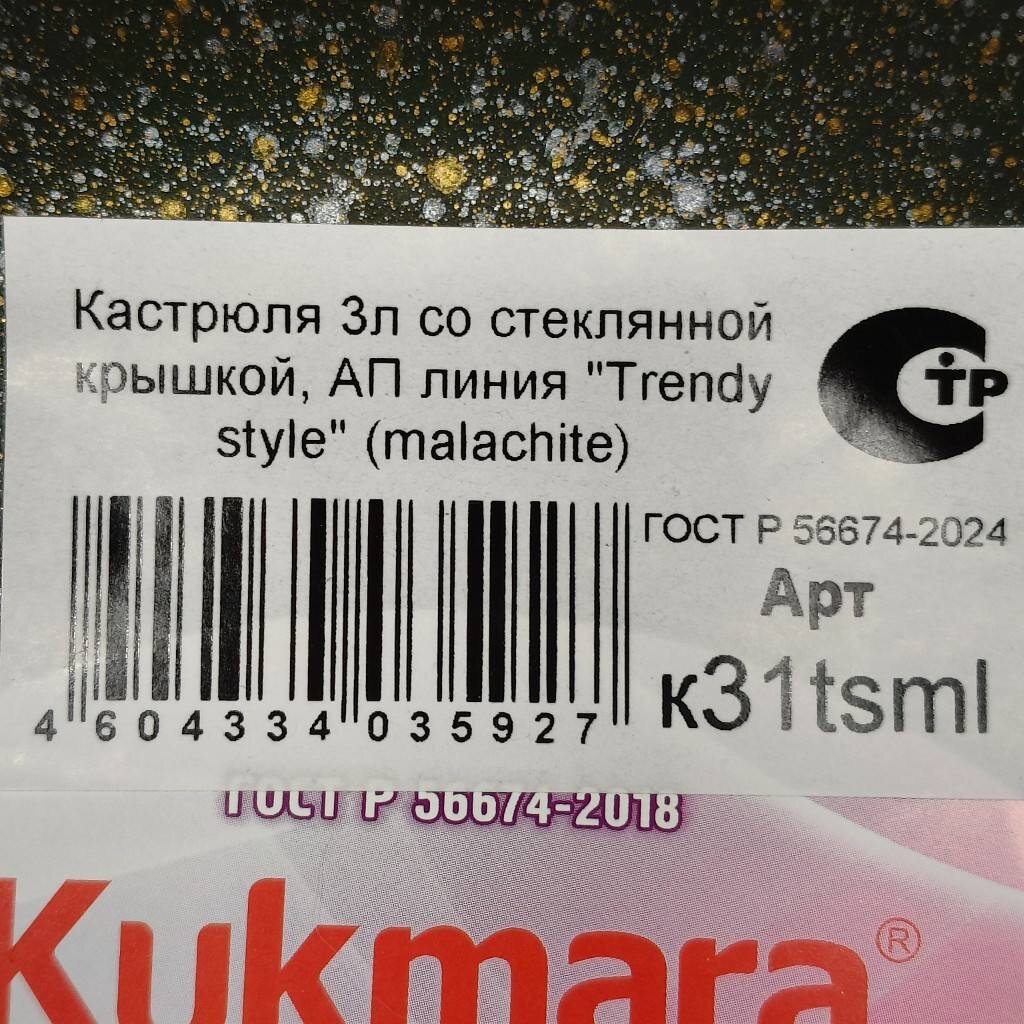 Кастрюля 3л со стеклянной
крышкой, АП линия "Trendy
style" (malachite)
СТР
ГОСТ Р 56674-2024
Арт
к31tsml
4 604334 035927
ГОСТ Р 56674-2018
Kukmara®